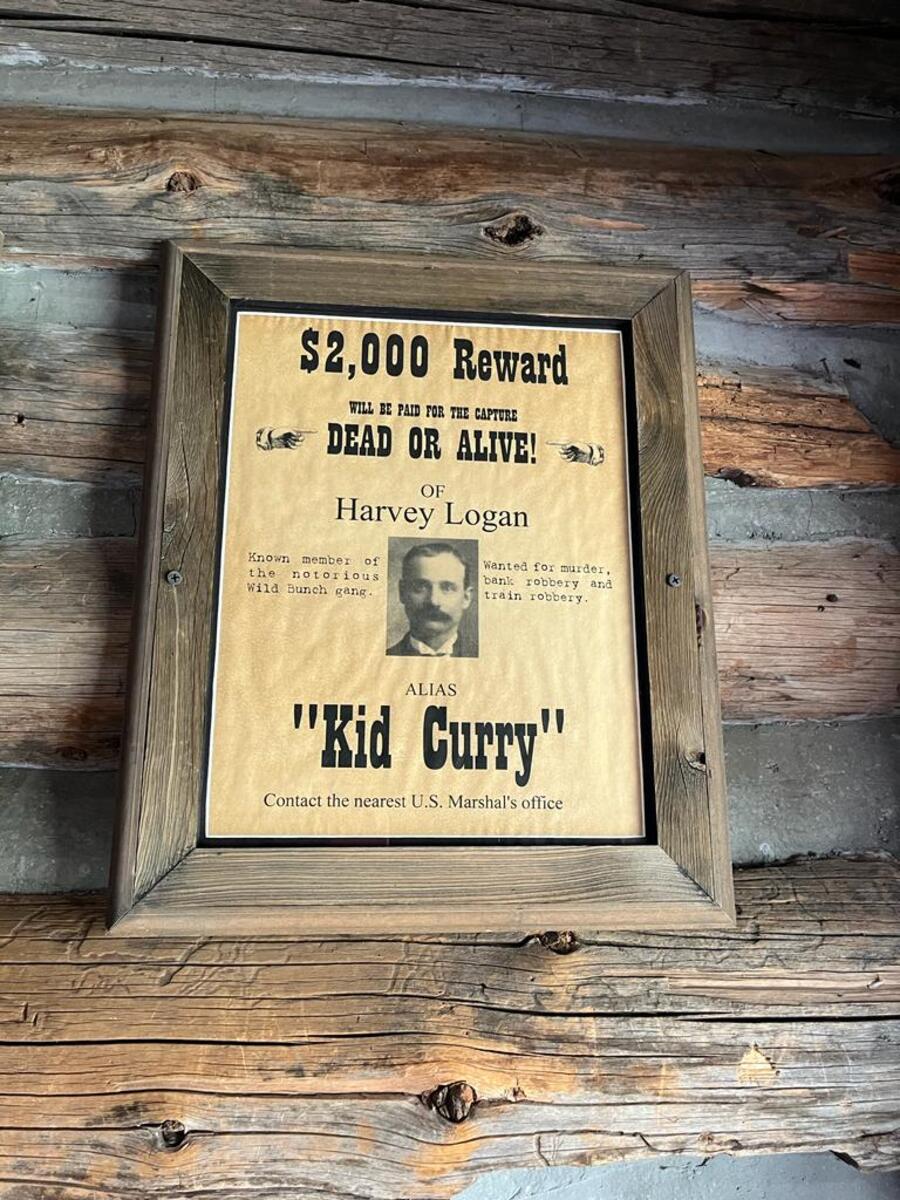 $2,000 Reward
WILL BE PAID FOR THE CAPTURE
DEAD OR ALIVE!
OF
Harvey Logan
Known member of
the notorious
Wild Bunch gang.
Wanted for murder,
bank robbery and
train robbery.
ALIAS
"Kid Curry"
Contact the nearest U.S. Marshal's office